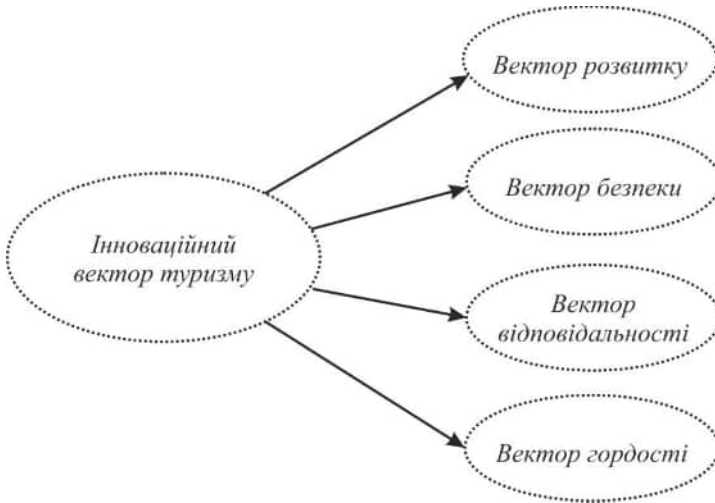 Вектор розвитку
Вектор безпеки
Інноваційний
вектор туризму
Вектор
відповідальності
Вектор гордості